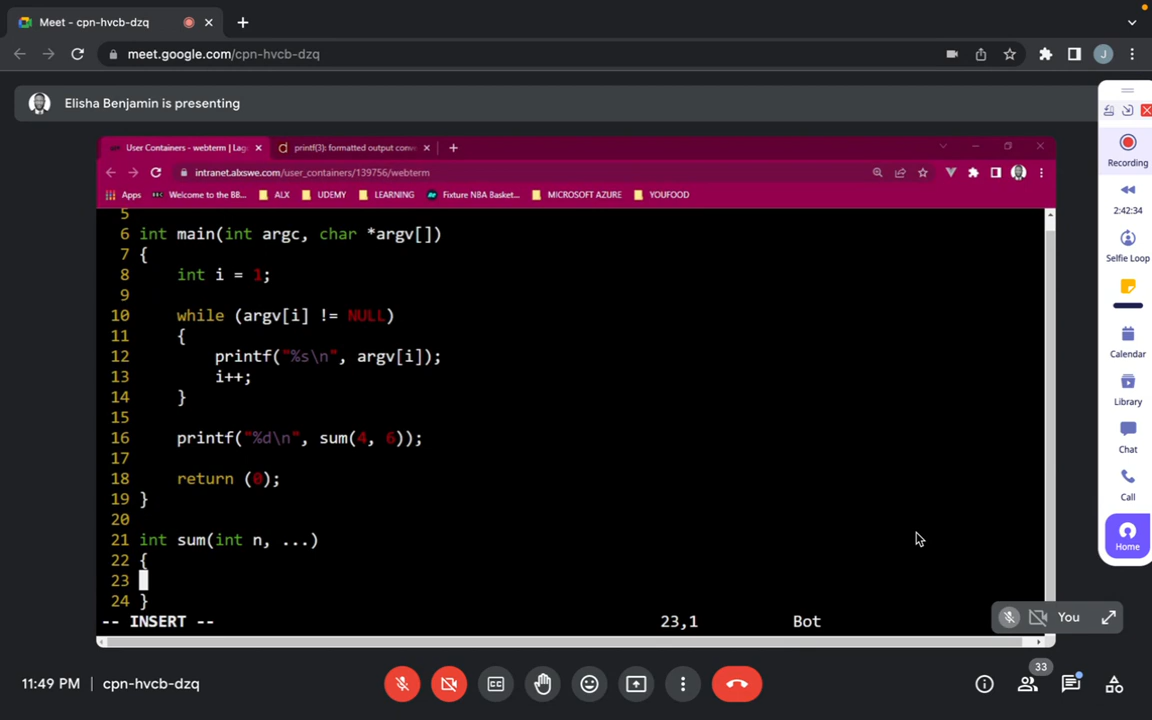 Meet - cpn-hvcb-dzq
meet.google.com/cpn-hvcb-dzq
J
Elisha Benjamin is presenting
User Containers - webterm | Lag
printf(3): formatted output conv
intranet.alxswe.com/user_containers/139756/webterm
Apps
Welcome to the BB...
ALX
UDEMY
LEARNING
Fixture NBA Basket...
MICROSOFT AZURE
YOUFOOD
5
6 int main(int argc, char *argv[])
7 {
8 int i = 1;
9
10 while (argv[i] != NULL)
11 {
12 printf("%s\n", argv[i]);
13 i++;
14 }
15
16 printf("%d\n", sum(4, 6));
17
18 return (0);
19 }
20
21 int sum(int n, ...)
22 {
23
24 }
-- INSERT -- 23,1 Bot
Recording
2:42:34
Selfie Loop
Calendar
Library
Chat
Call
Home
You
11:49 PM | cpn-hvcb-dzq
33